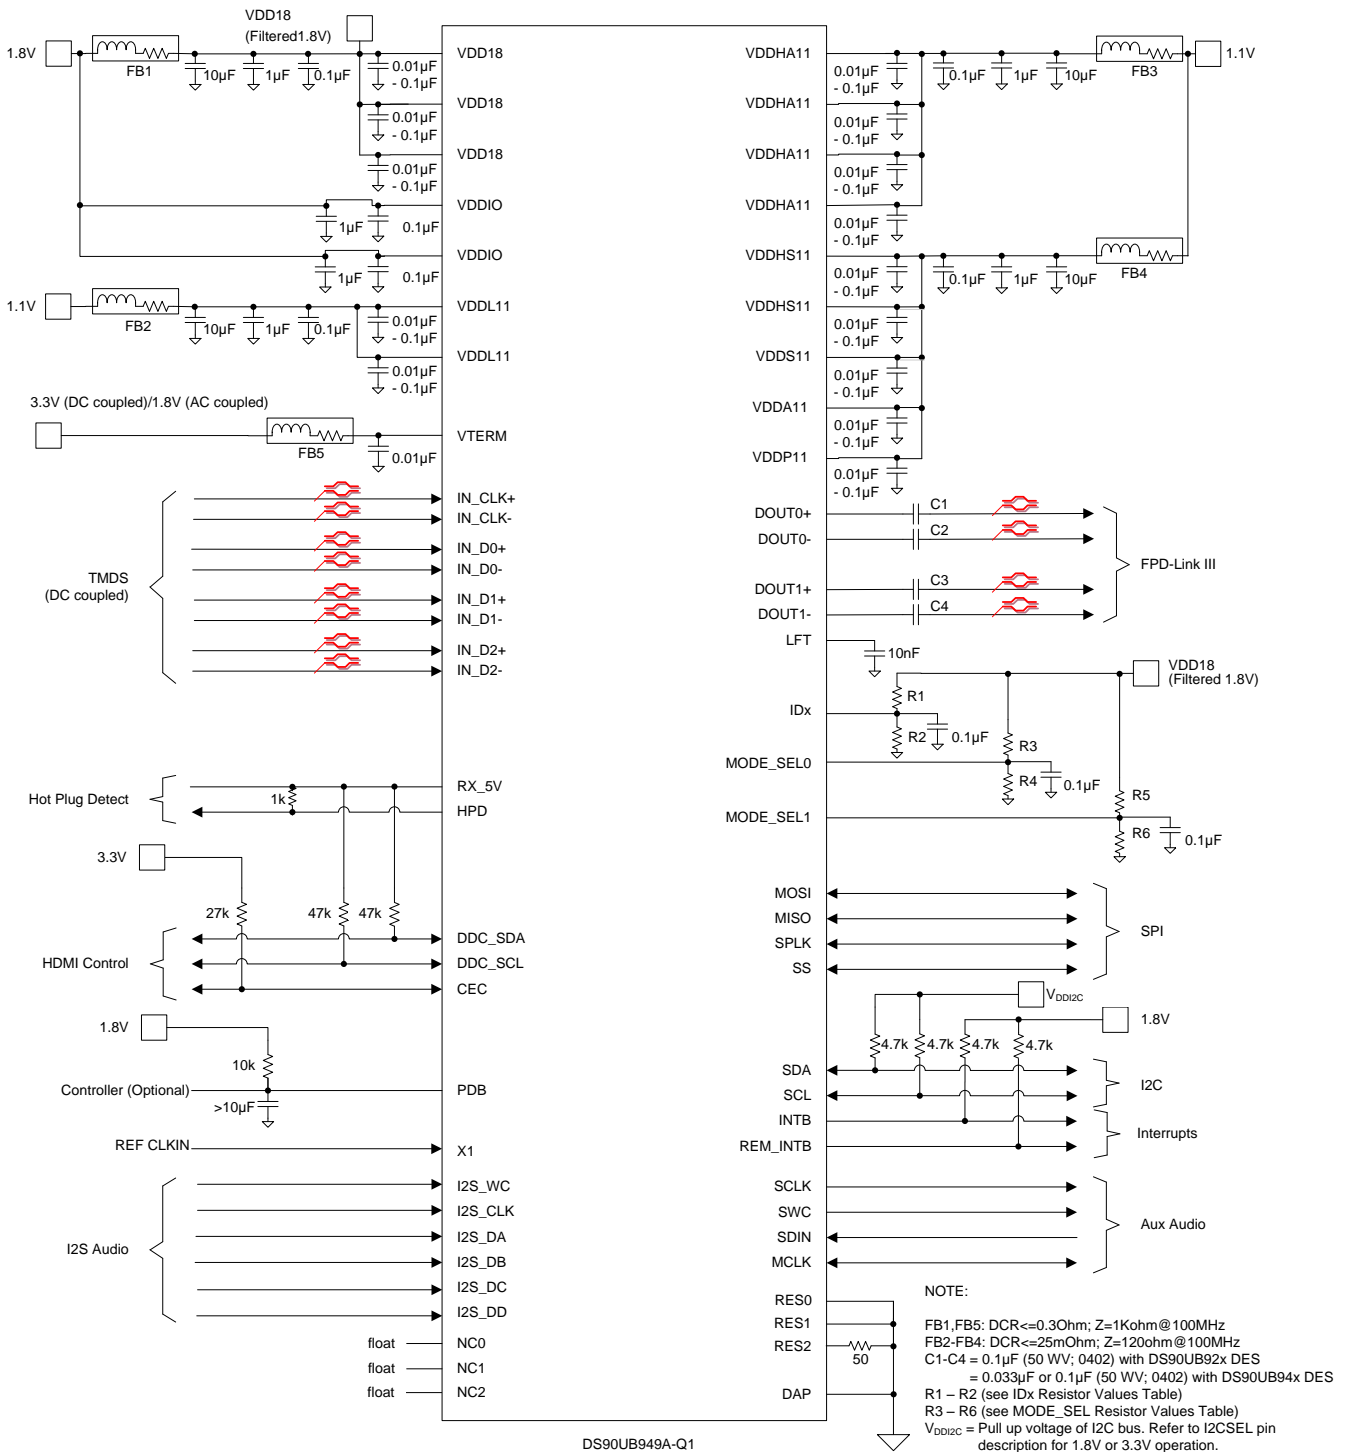 VDD18
(Filtered1.8V)
1.8V
FB1
10µF
1µF
0.1µF
0.01µF
- 0.1µF
VDD18
0.01µF
- 0.1µF
VDD18
0.01µF
- 0.1µF
VDD18
1µF
0.1µF
VDDIO
1µF
0.1µF
VDDIO
1.1V
FB2
10µF
1µF
0.1µF
0.01µF
- 0.1µF
VDDL11
0.01µF
- 0.1µF
VDDL11
3.3V (DC coupled)/1.8V (AC coupled)
FB5
0.01µF
VTERM
TMDS
(DC coupled)
IN_CLK+
IN_CLK-
IN_D0+
IN_D0-
IN_D1+
IN_D1-
IN_D2+
IN_D2-
Hot Plug Detect
1k
RX_5V
HPD
3.3V
27k
47k
47k
HDMI Control
DDC_SDA
DDC_SCL
CEC
1.8V
10k
Controller (Optional)
>10µF
PDB
REF CLKIN
X1
I2S Audio
I2S_WC
I2S_CLK
I2S_DA
I2S_DB
I2S_DC
I2S_DD
float
NC0
float
NC1
float
NC2
VDDHA11
0.01µF
- 0.1µF
0.1µF
1µF
10µF
FB3
1.1V
VDDHA11
0.01µF
- 0.1µF
VDDHA11
0.01µF
- 0.1µF
VDDHA11
0.01µF
- 0.1µF
VDDHS11
0.01µF
- 0.1µF
0.1µF
1µF
10µF
FB4
VDDHS11
0.01µF
- 0.1µF
VDDS11
0.01µF
- 0.1µF
VDDA11
0.01µF
- 0.1µF
VDDP11
0.01µF
- 0.1µF
DOUT0+
C1
DOUT0-
C2
DOUT1+
C3
DOUT1-
C4
FPD-Link III
LFT
10nF
VDD18
(Filtered 1.8V)
IDx
R1
R2
0.1µF
MODE_SEL0
R3
R4
0.1µF
MODE_SEL1
R5
R6
0.1µF
MOSI
MISO
SPLK
SS
SPI
VDDI2C
1.8V
4.7k
4.7k
4.7k
4.7k
SDA
SCL
I2C
INTB
REM_INTB
Interrupts
SCLK
SWC
SDIN
MCLK
Aux Audio
RES0
RES1
RES2
50
DAP
NOTE:
FB1,FB5: DCR<=0.3Ohm; Z=1Kohm@100MHz
FB2-FB4: DCR<=25mOhm; Z=120ohm@100MHz
C1-C4 = 0.1µF (50 WV; 0402) with DS90UB92x DES
= 0.033µF or 0.1µF (50 WV; 0402) with DS90UB94x DES
R1 – R2 (see IDx Resistor Values Table)
R3 – R6 (see MODE_SEL Resistor Values Table)
VDDI2C = Pull up voltage of I2C bus. Refer to I2CSEL pin
description for 1.8V or 3.3V operation.
DS90UB949A-Q1